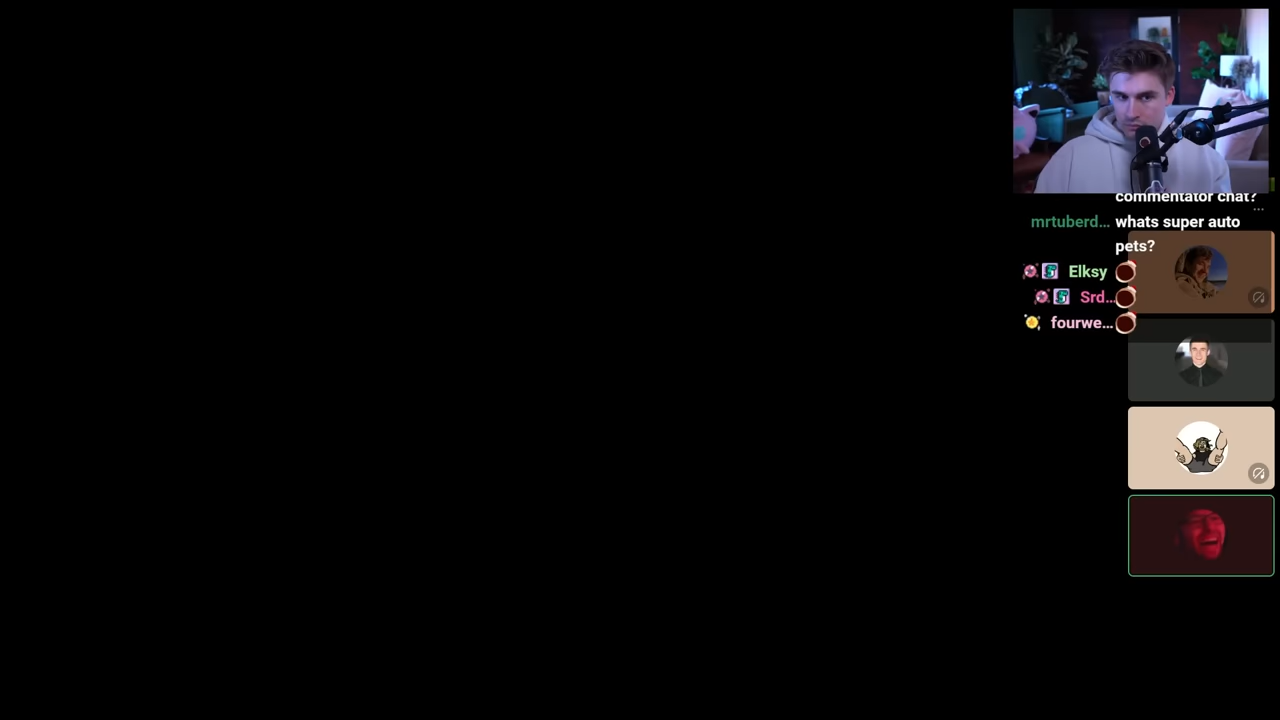 commentator chat?
mrtuberd... whats super auto
pets?
Elksy
Srd...
fourwe...